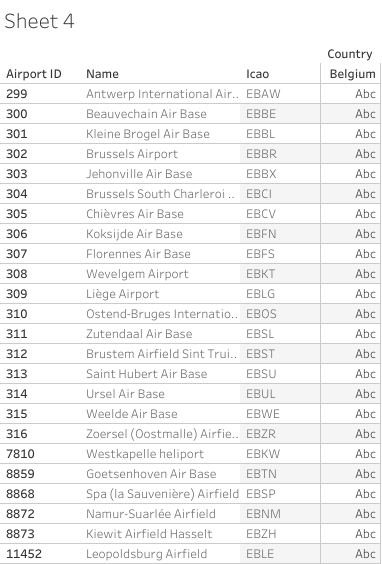 Sheet 4
Country
Airport ID Name Icao Belgium
299 Antwerp International Air.. EBAW Abc
300 Beauvechain Air Base EBBE Abc
301 Kleine Brogel Air Base EBBL Abc
302 Brussels Airport EBBR Abc
303 Jehonville Air Base EBBX Abc
304 Brussels South Charleroi .. EBCI Abc
305 Chièvres Air Base EBCV Abc
306 Koksijde Air Base EBFN Abc
307 Florennes Air Base EBFS Abc
308 Wevelgem Airport EBKT Abc
309 Liège Airport EBLG Abc
310 Ostend-Bruges Internatio.. EBOS Abc
311 Zutendaal Air Base EBSL Abc
312 Brustem Airfield Sint Trui.. EBST Abc
313 Saint Hubert Air Base EBSU Abc
314 Ursel Air Base EBUL Abc
315 Weelde Air Base EBWE Abc
316 Zoersel (Oostmalle) Airfie.. EBZR Abc
7810 Westkapelle heliport EBKW Abc
8859 Goetsenhoven Air Base EBTN Abc
8868 Spa (la Sauvenière) Airfield EBSP Abc
8872 Namur-Suarlée Airfield EBNM Abc
8873 Kiewit Airfield Hasselt EBZH Abc
11452 Leopoldsburg Airfield EBLE Abc